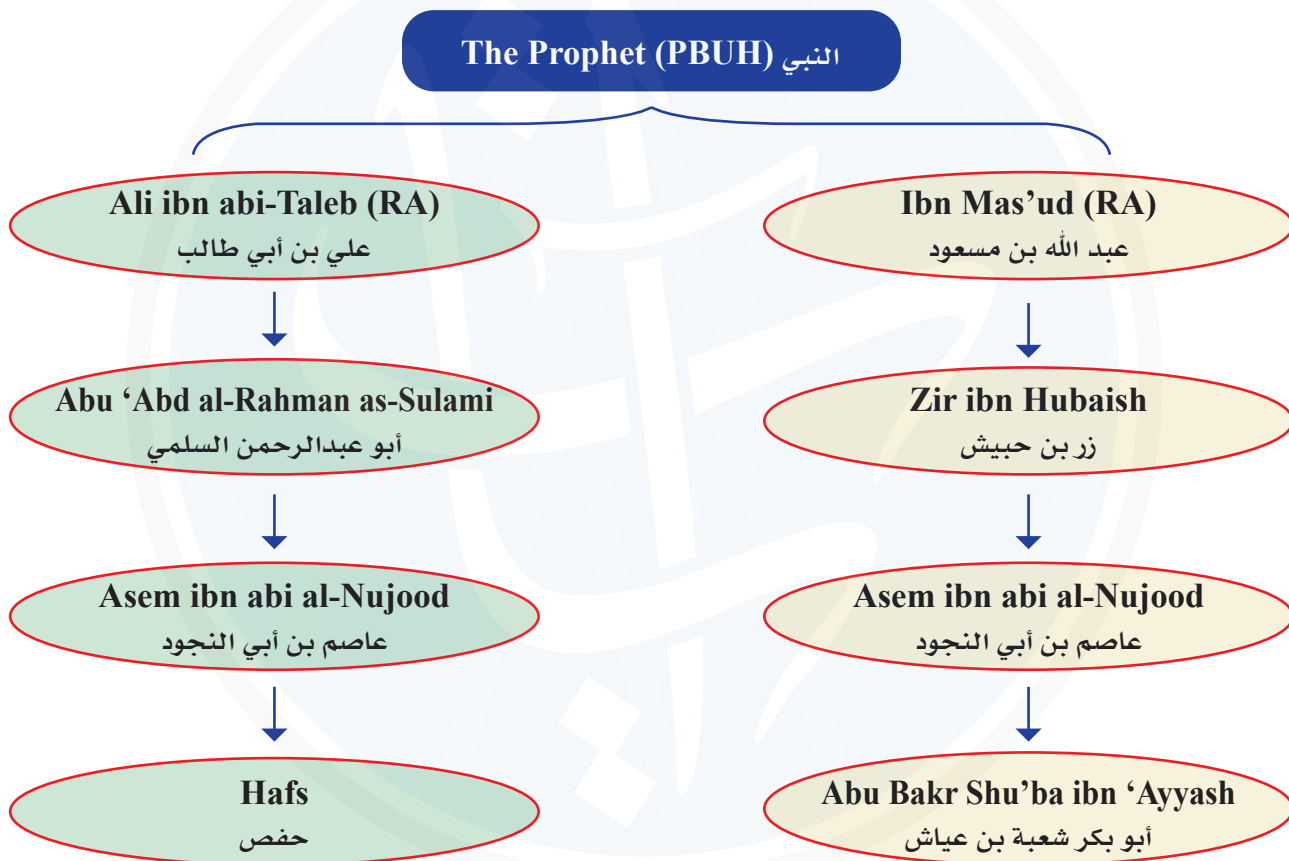 The Prophet (PBUH) النبي
Ali ibn abi-Taleb (RA)
علي بن أبي طالب
Abu ‘Abd al-Rahman as-Sulami
أبو عبدالرحمن السلمي
Asem ibn abi al-Nujood
عاصم بن أبي النجود
Hafs
حفص
Ibn Mas’ud (RA)
عبد الله بن مسعود
Zir ibn Hubaish
زر بن حبيش
Asem ibn abi al-Nujood
عاصم بن أبي النجود
Abu Bakr Shu’ba ibn ‘Ayyash
أبو بكر شعبة بن عياش